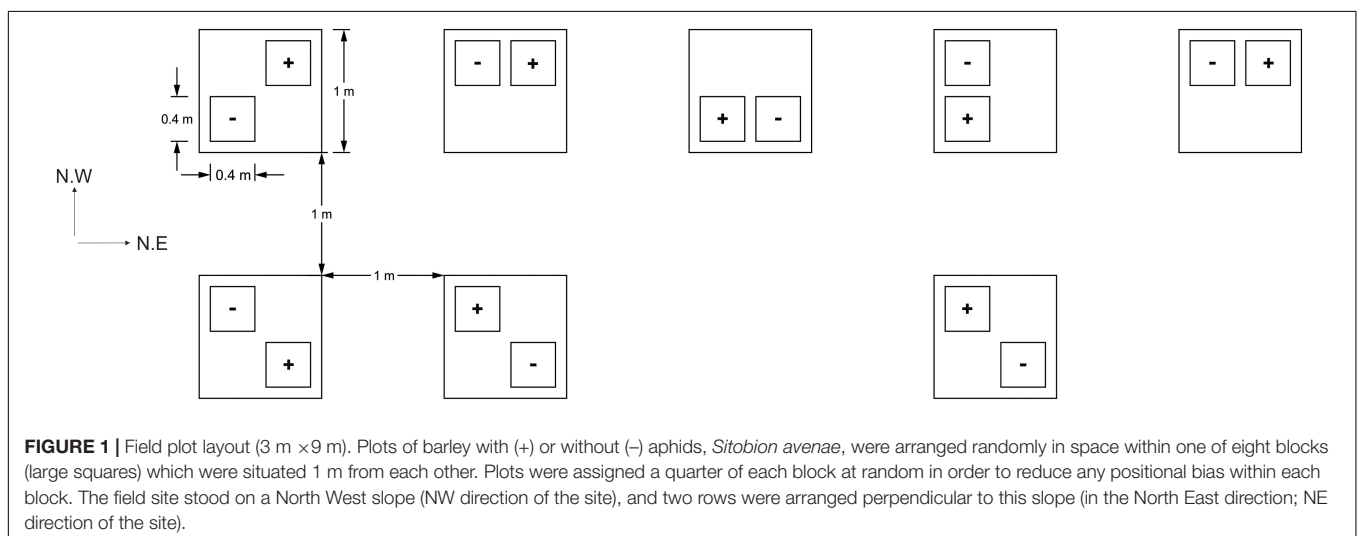 + - + - -
1 m
0.4 m - + - + +
0.4 m
N.W
1 m
N.E
1 m
- + +
+ - -
FIGURE 1 | Field plot layout (3 m ×9 m). Plots of barley with (+) or without (–) aphids, Sitobion avenae, were arranged randomly in space within one of eight blocks
(large squares) which were situated 1 m from each other. Plots were assigned a quarter of each block at random in order to reduce any positional bias within each
block. The field site stood on a North West slope (NW direction of the site), and two rows were arranged perpendicular to this slope (in the North East direction; NE
direction of the site).